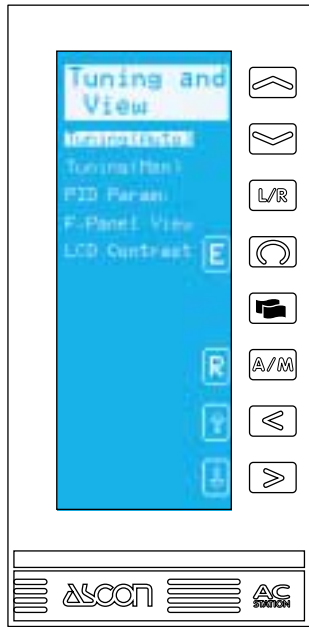 Tuning and
View
Tuning(Auto)
Tuning(Man)
PID Param.
F-Panel View
LCD Contrast
E
L/R
R
A/M
ASCON
AC
STATION